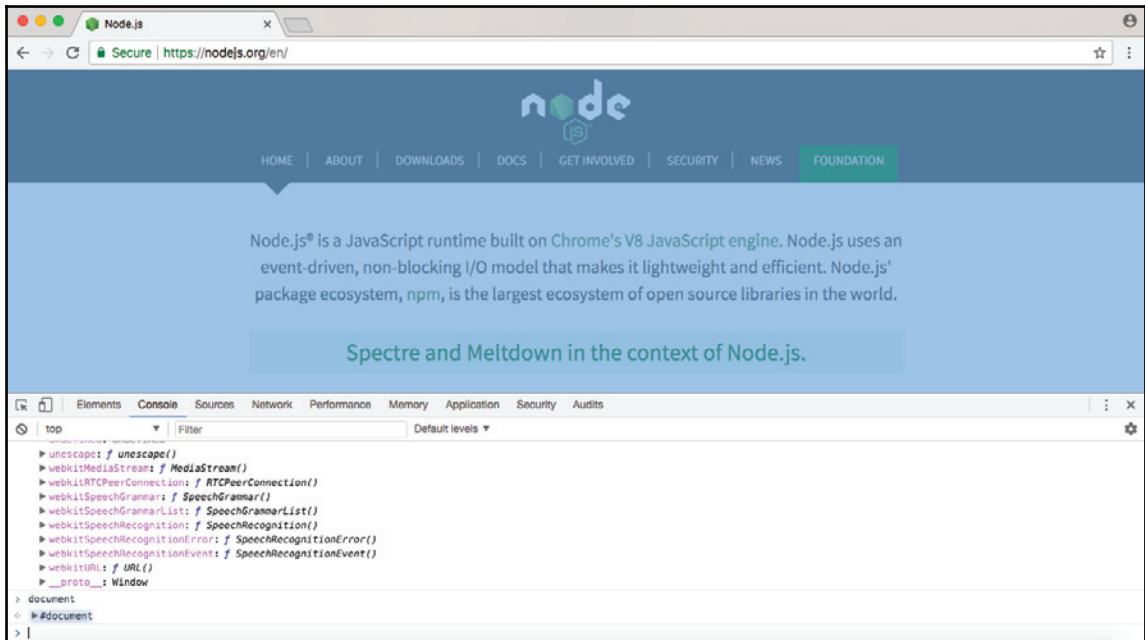 Node.js
Secure | https://nodejs.org/en/
node
JS
HOME | ABOUT | DOWNLOADS | DOCS | GET INVOLVED | SECURITY | NEWS FOUNDATION
Node.js® is a JavaScript runtime built on Chrome's V8 JavaScript engine. Node.js uses an
event-driven, non-blocking I/O model that makes it lightweight and efficient. Node.js'
package ecosystem, npm, is the largest ecosystem of open source libraries in the world.
Spectre and Meltdown in the context of Node.js.
Elements Console Sources Network Performance Memory Application Security Audits
top Filter Default levels ▼
undefined: undefined
▶ unescape: ƒ unescape()
▶ webkitMediaStream: ƒ MediaStream()
▶ webkitRTCPeerConnection: ƒ RTCPeerConnection()
▶ webkitSpeechGrammar: ƒ SpeechGrammar()
▶ webkitSpeechGrammarList: ƒ SpeechGrammarList()
▶ webkitSpeechRecognition: ƒ SpeechRecognition()
▶ webkitSpeechRecognitionError: ƒ SpeechRecognitionError()
▶ webkitSpeechRecognitionEvent: ƒ SpeechRecognitionEvent()
▶ webkitURL: ƒ URL()
▶ __proto__: Window
> document
▶ #document
>